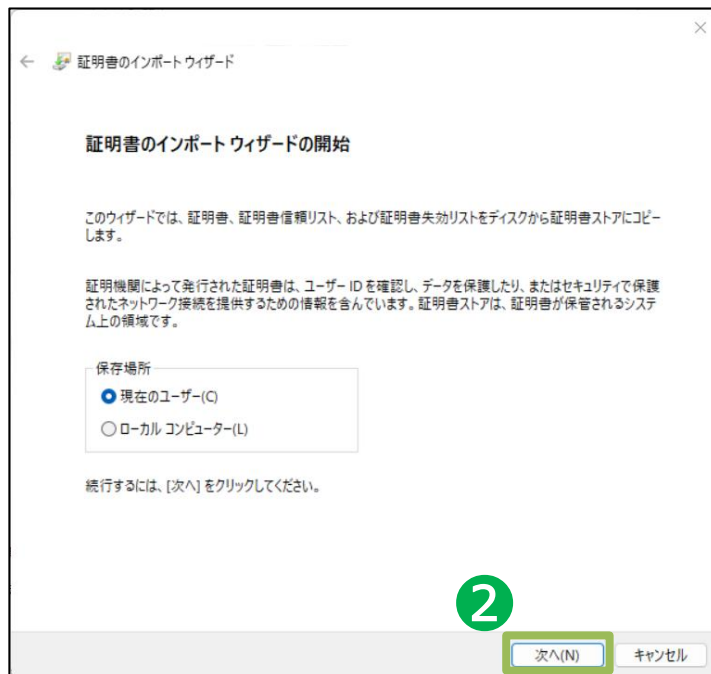 証明書のインポート ウィザード
証明書のインポート ウィザードの開始
このウィザードでは、証明書、証明書信頼リスト、および証明書失効リストをディスクから証明書ストアにコピー
します。
証明機関によって発行された証明書は、ユーザー ID を確認し、データを保護したり、またはセキュリティで保護
されたネットワーク接続を提供するための情報を含んでいます。証明書ストアは、証明書が保管されるシステ
ム上の領域です。
保存場所
現在のユーザー(C)
ローカル コンピューター(L)
続行するには、[次へ] をクリックしてください。
2
次へ(N)
キャンセル